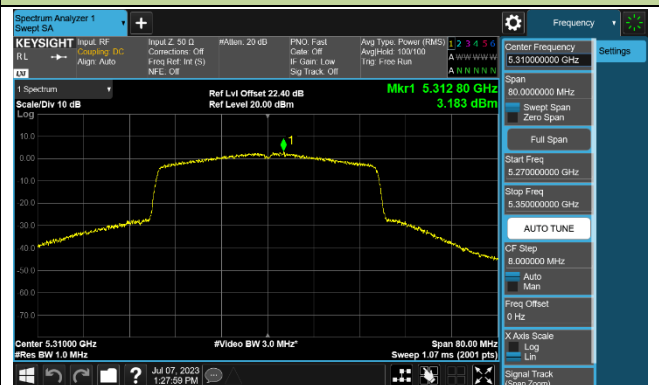 Spectrum Analyzer 1
Swept SA
Frequency
KEYSIGHT
RL
LXI
Input: RF
Coupling: DC
Align: Auto
Input Z: 50 Ω
Corrections: Off
Freq Ref: Int (S)
NFE: Off
#Atten: 20 dB
PNO: Fast
Gate: Off
IF Gain: Low
Sig Track: Off
Avg Type: Power (RMS)
Avg|Hold: 100/100
Trig: Free Run
1 2 3 4 5 6
A W W W W W
A N N N N N
1 Spectrum
Scale/Div 10 dB
Log
Ref Lvl Offset 22.40 dB
Ref Level 20.00 dBm
Mkr1 5.312 80 GHz
3.183 dBm
1
10.0
0.00
-10.0
-20.0
-30.0
-40.0
-50.0
-60.0
-70.0
Center 5.31000 GHz
#Res BW 1.0 MHz
#Video BW 3.0 MHz*
Span 80.00 MHz
Sweep 1.07 ms (2001 pts)
Center Frequency
5.310000000 GHz
Settings
Span
80.0000000 MHz
Swept Span
Zero Span
Full Span
Start Freq
5.270000000 GHz
Stop Freq
5.350000000 GHz
AUTO TUNE
CF Step
8.000000 MHz
Auto
Man
Freq Offset
0 Hz
X Axis Scale
Log
Lin
Signal Track
(Span Zoom)
Jul 07, 2023
1:27:59 PM